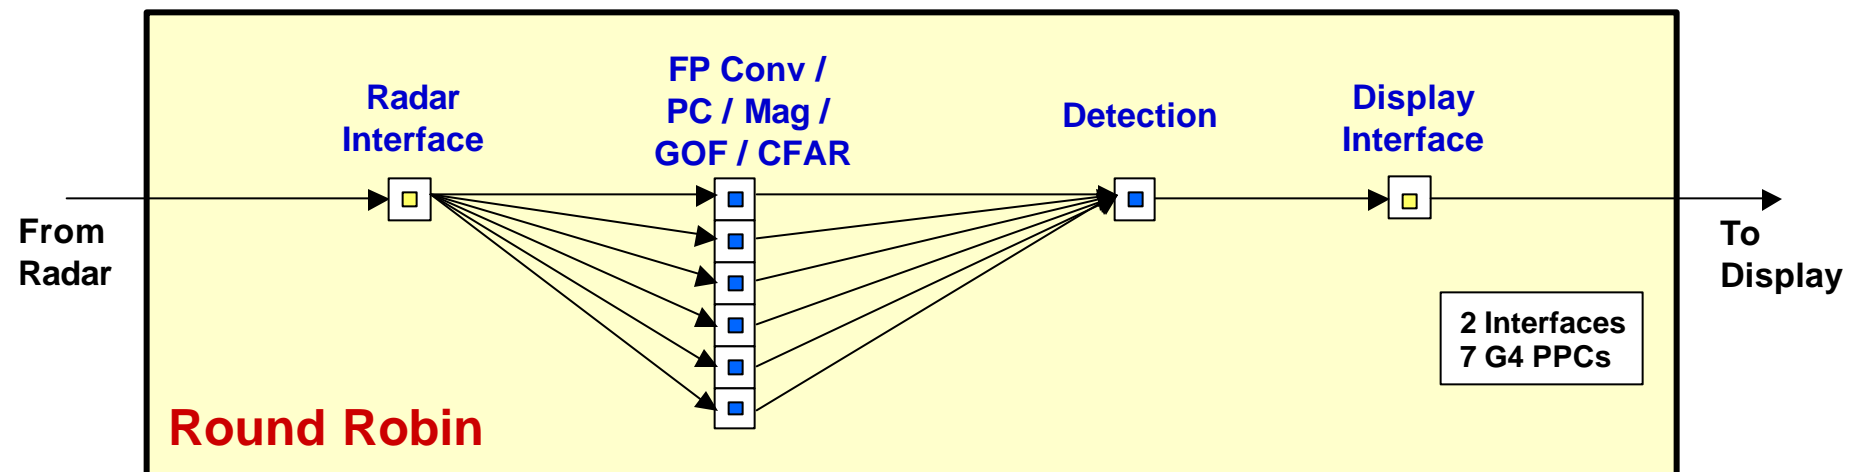 FP Conv /
PC / Mag /
GOF / CFAR
Radar
Interface
Detection
Display
Interface
From
Radar
To
Display
2 Interfaces
7 G4 PPCs
Round Robin